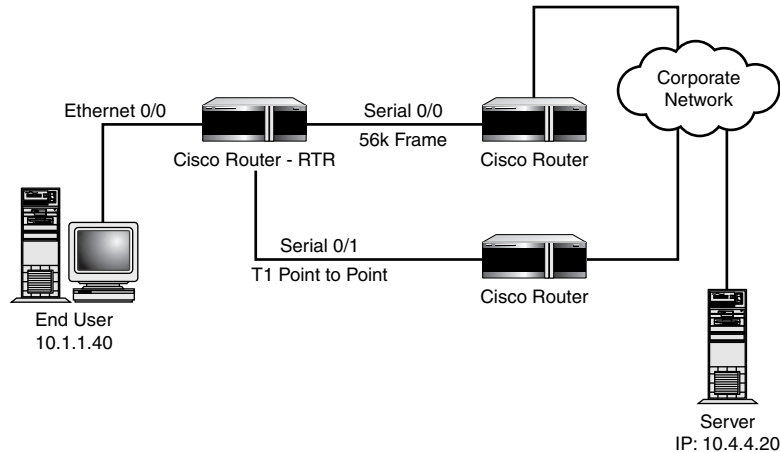 Corporate
Network
Ethernet 0/0
Serial 0/0
56k Frame
Cisco Router - RTR
Cisco Router
Serial 0/1
T1 Point to Point
Cisco Router
End User
10.1.1.40
Server
IP: 10.4.4.20